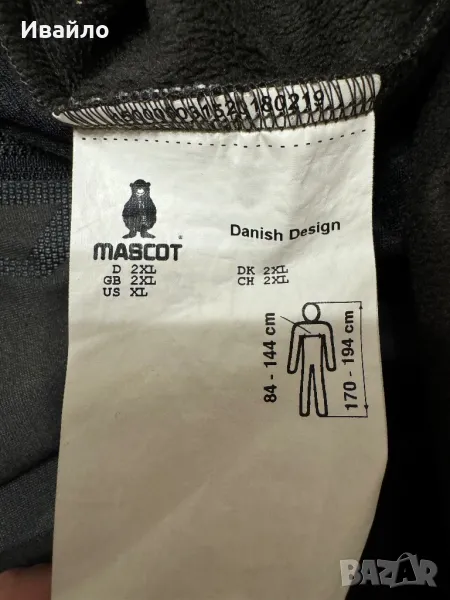 Ивайло
MASCOT
®
Danish Design
D 2XL
GB 2XL
US XL
DK 2XL
CH 2XL
84 - 144 cm
170 - 194 cm
BAZAR